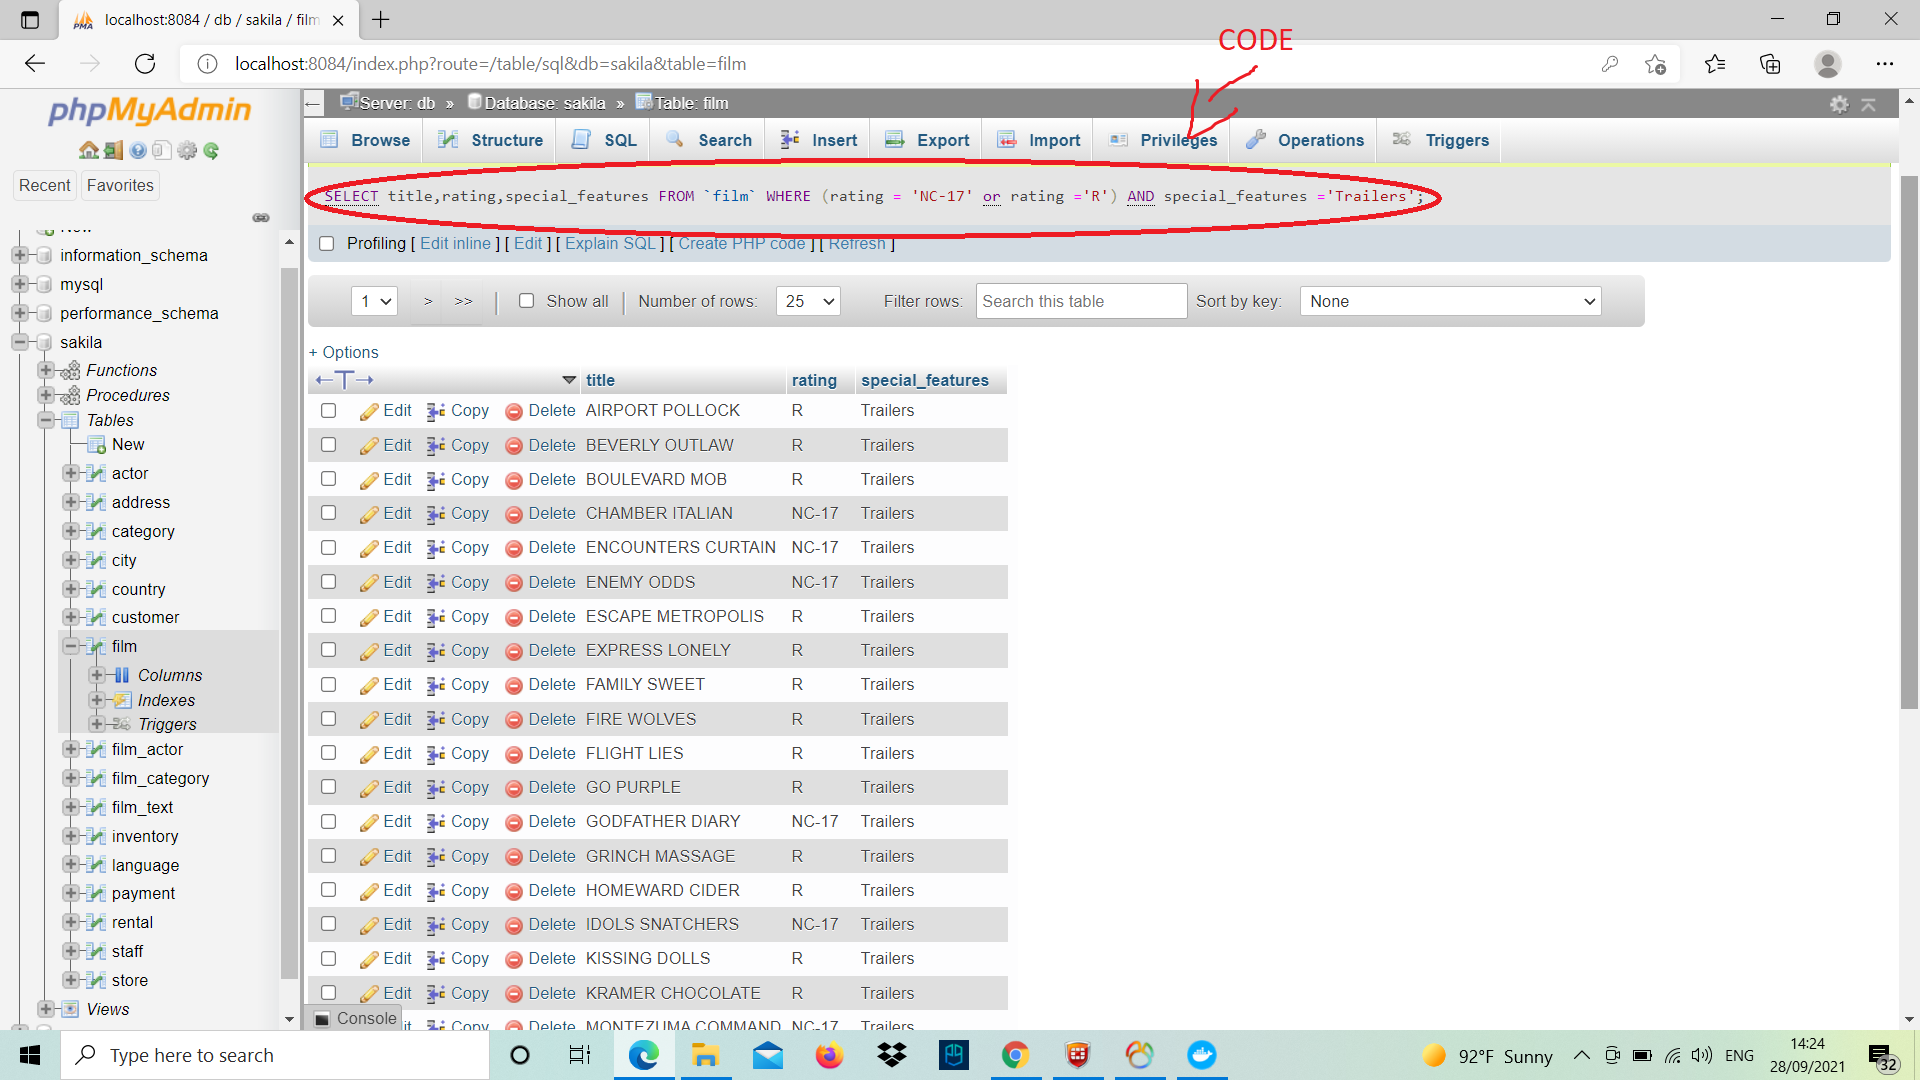 localhost:8084 / db / sakila / film
localhost:8084/index.php?route=/table/sql&db=sakila&table=film
CODE
phpMyAdmin
Recent Favorites
New
information_schema
mysql
performance_schema
sakila
Functions
Procedures
Tables
New
actor
address
category
city
country
customer
film
Columns
Indexes
Triggers
film_actor
film_category
film_text
inventory
language
payment
rental
staff
store
Views
Server: db » Database: sakila » Table: film
Browse Structure SQL Search Insert Export Import Privileges Operations Triggers
SELECT title,rating,special_features FROM `film` WHERE (rating = 'NC-17' or rating ='R') AND special_features ='Trailers';
Profiling [ Edit inline ] [ Edit ] [ Explain SQL ] [ Create PHP code ] [ Refresh ]
1 > >> | Show all | Number of rows: 25 Filter rows: Search this table Sort by key: None
+ Options
←T→ title rating special_features
Edit Copy Delete AIRPORT POLLOCK R Trailers
Edit Copy Delete BEVERLY OUTLAW R Trailers
Edit Copy Delete BOULEVARD MOB R Trailers
Edit Copy Delete CHAMBER ITALIAN NC-17 Trailers
Edit Copy Delete ENCOUNTERS CURTAIN NC-17 Trailers
Edit Copy Delete ENEMY ODDS NC-17 Trailers
Edit Copy Delete ESCAPE METROPOLIS R Trailers
Edit Copy Delete EXPRESS LONELY R Trailers
Edit Copy Delete FAMILY SWEET R Trailers
Edit Copy Delete FIRE WOLVES R Trailers
Edit Copy Delete FLIGHT LIES R Trailers
Edit Copy Delete GO PURPLE R Trailers
Edit Copy Delete GODFATHER DIARY NC-17 Trailers
Edit Copy Delete GRINCH MASSAGE R Trailers
Edit Copy Delete HOMEWARD CIDER R Trailers
Edit Copy Delete IDOLS SNATCHERS NC-17 Trailers
Edit Copy Delete KISSING DOLLS R Trailers
Edit Copy Delete KRAMER CHOCOLATE R Trailers
Copy Delete MONTEZUMA COMMAND NC-17 Trailers
Console
Type here to search
92°F Sunny
ENG
14:24
28/09/2021
32